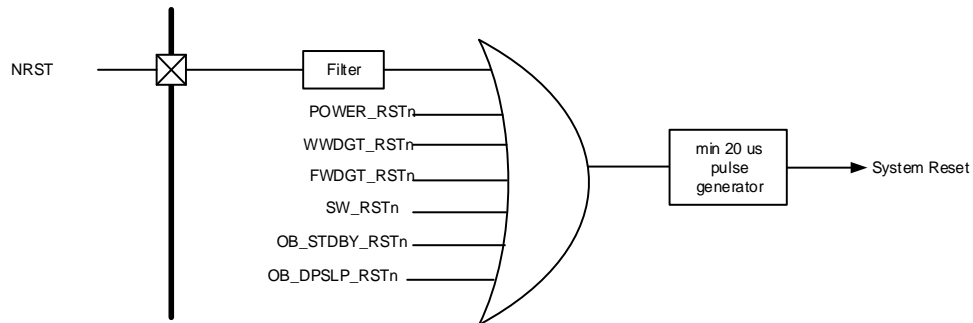 NRST
Filter
POWER_RSTn
WWDGT_RSTn
FWDGT_RSTn
SW_RSTn
OB_STDBY_RSTn
OB_DPSLP_RSTn
min 20 us
pulse
generator
System Reset